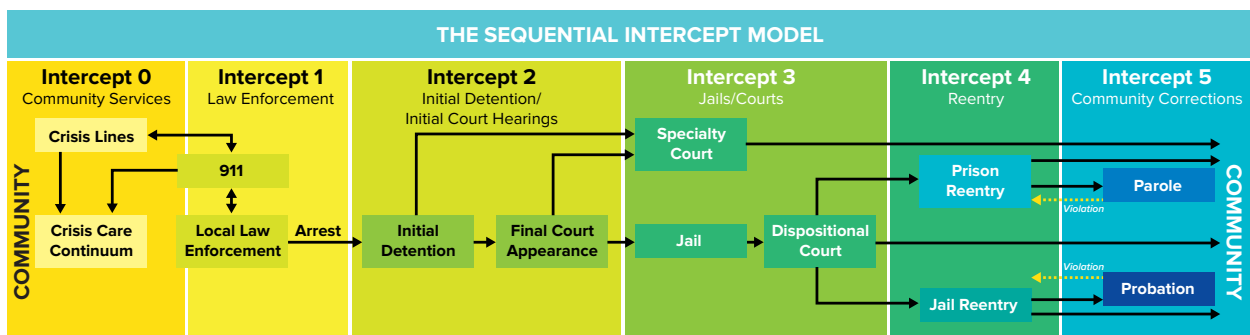 THE SEQUENTIAL INTERCEPT MODEL
Intercept 0
Community Services
Intercept 1
Law Enforcement
Intercept 2
Initial Detention/
Initial Court Hearings
Intercept 3
Jails/Courts
Intercept 4
Reentry
Intercept 5
Community Corrections
COMMUNITY
Crisis Lines
911
Crisis Care
Continuum
Local Law
Enforcement
Arrest
Initial
Detention
Final Court
Appearance
Specialty
Court
Jail
Dispositional
Court
Prison
Reentry
Jail Reentry
Parole
Violation
Violation
Probation
COMMUNITY